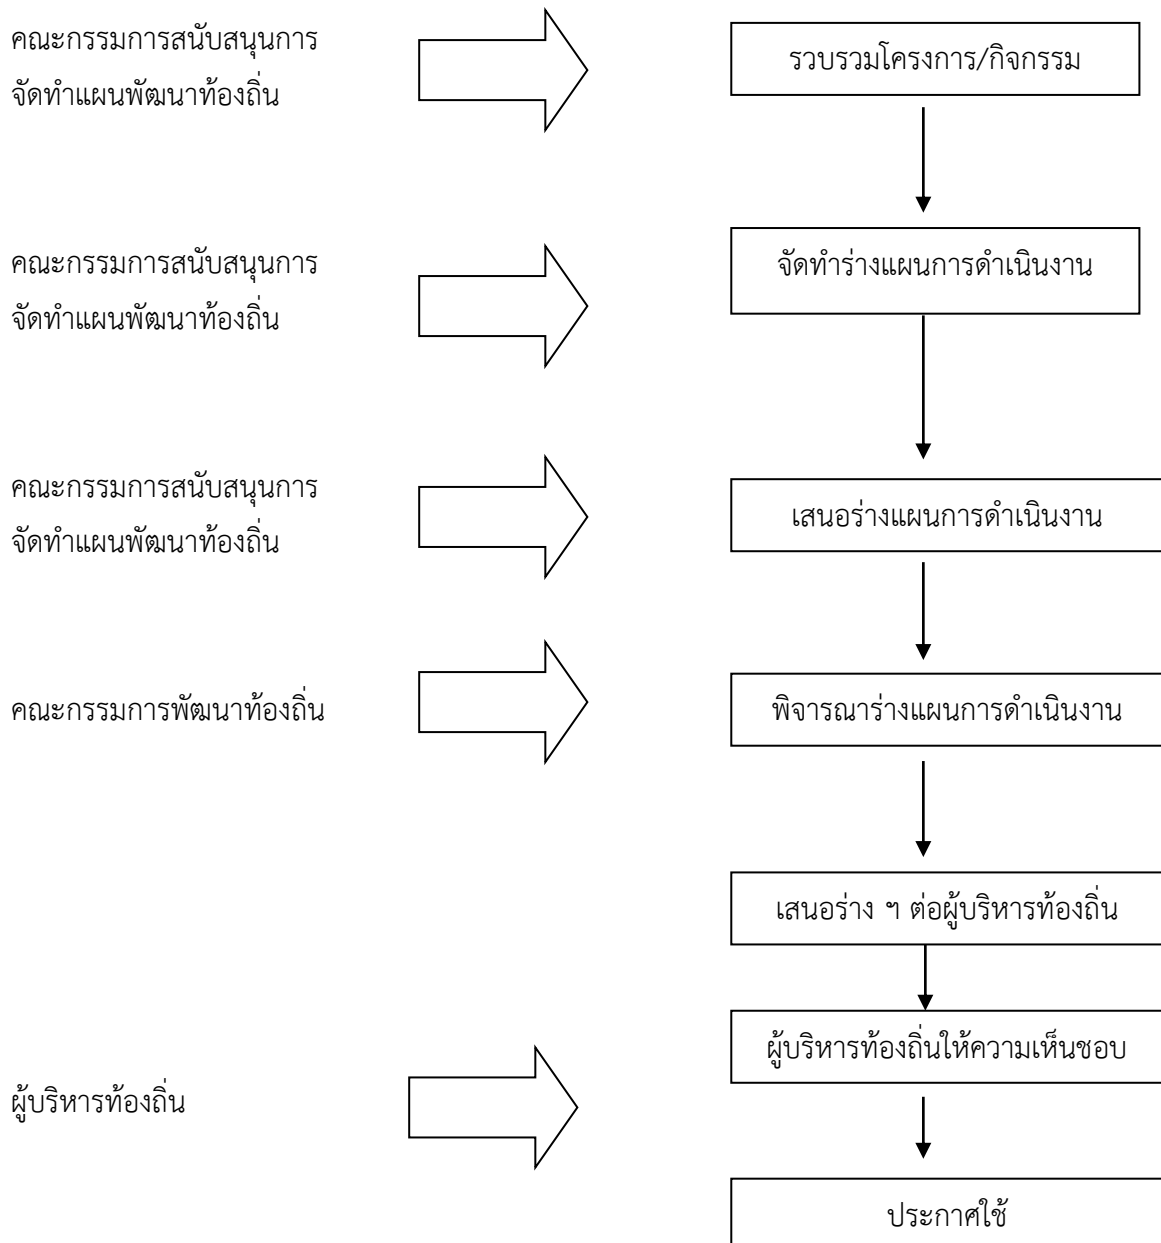 คณะกรรมการสนับสนุนการ
จัดทำแผนพัฒนาท้องถิ่น
รวบรวมโครงการ/กิจกรรม
คณะกรรมการสนับสนุนการ
จัดทำแผนพัฒนาท้องถิ่น
จัดทำร่างแผนการดำเนินงาน
คณะกรรมการสนับสนุนการ
จัดทำแผนพัฒนาท้องถิ่น
เสนอร่างแผนการดำเนินงาน
คณะกรรมการพัฒนาท้องถิ่น
พิจารณาร่างแผนการดำเนินงาน
เสนอร่าง ฯ ต่อผู้บริหารท้องถิ่น
ผู้บริหารท้องถิ่นให้ความเห็นชอบ
ผู้บริหารท้องถิ่น
ประกาศใช้